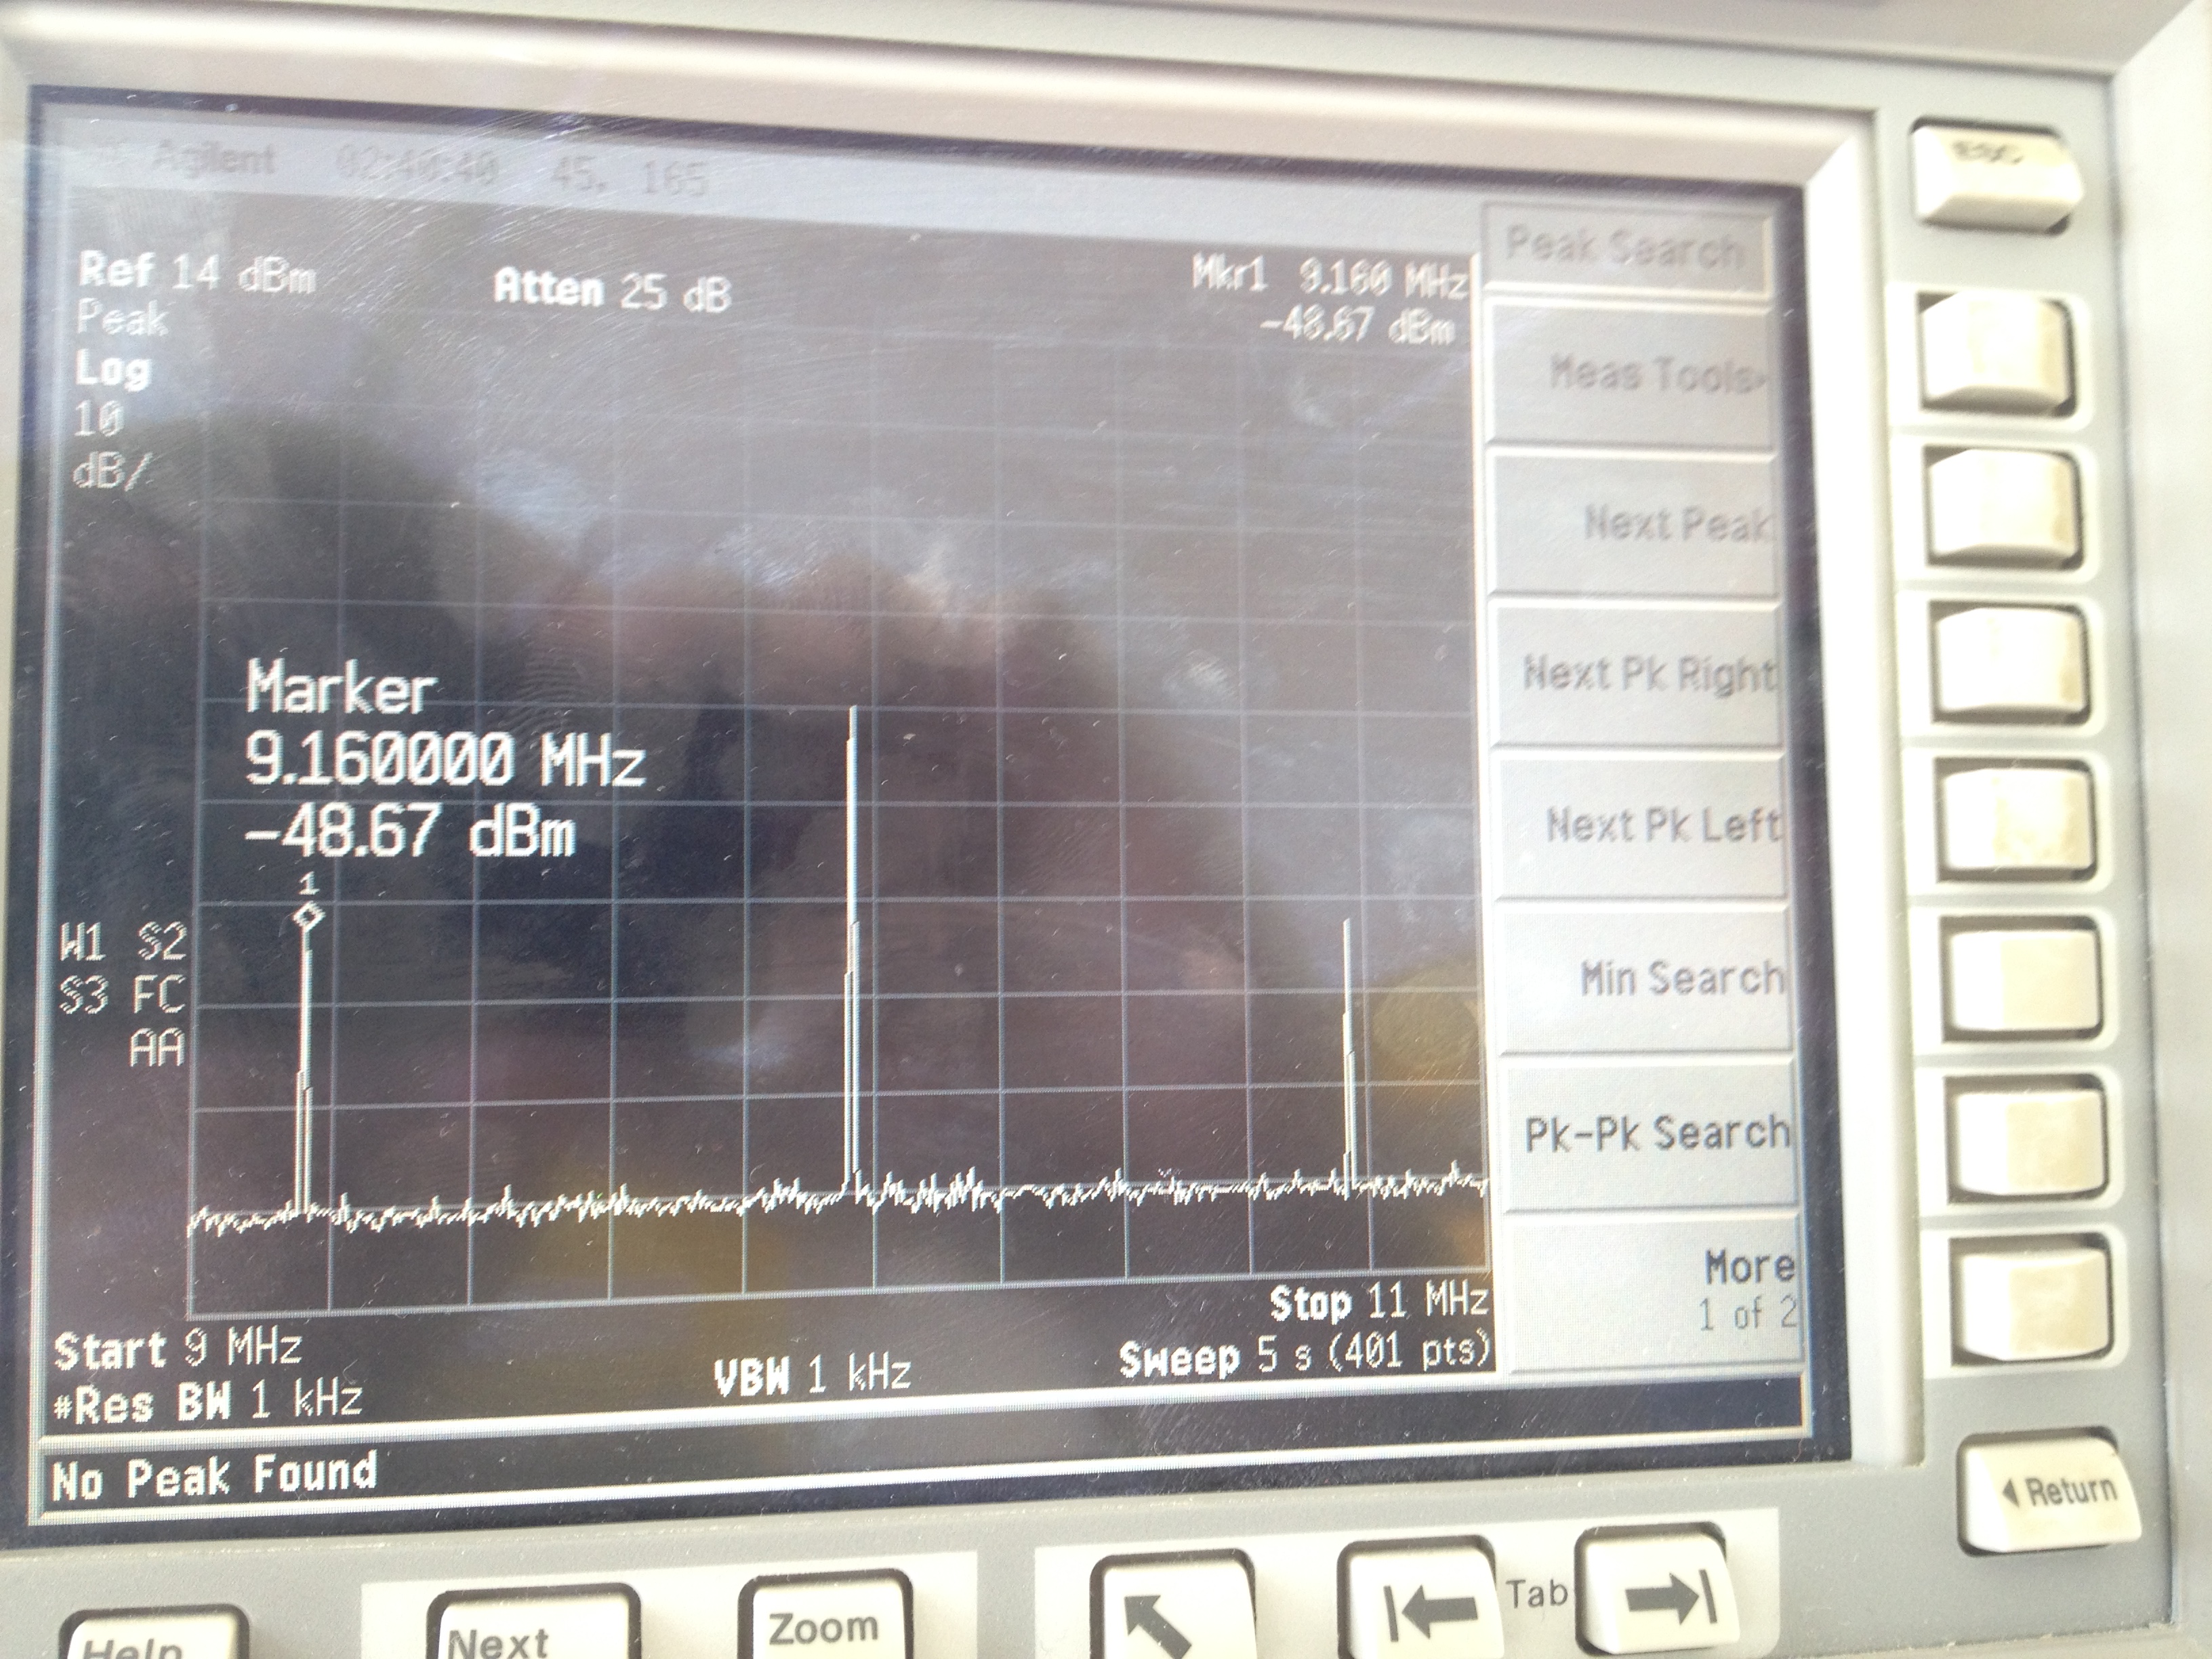 Agilent 02:40:40 45, 165
Ref 14 dBm Atten 25 dB Mkr1 9.160 MHz
-48.67 dBm
Peak
Log
10
dB/
Marker
9.160000 MHz
-48.67 dBm
1
W1 S2
S3 FC
AA
Start 9 MHz Stop 11 MHz
#Res BW 1 kHz VBW 1 kHz Sweep 5 s (401 pts)
No Peak Found
Peak Search
Meas Tools▸
Next Peak
Next Pk Right
Next Pk Left
Min Search
Pk-Pk Search
More
1 of 2
ESC
Return
Help
Next
Zoom
Tab